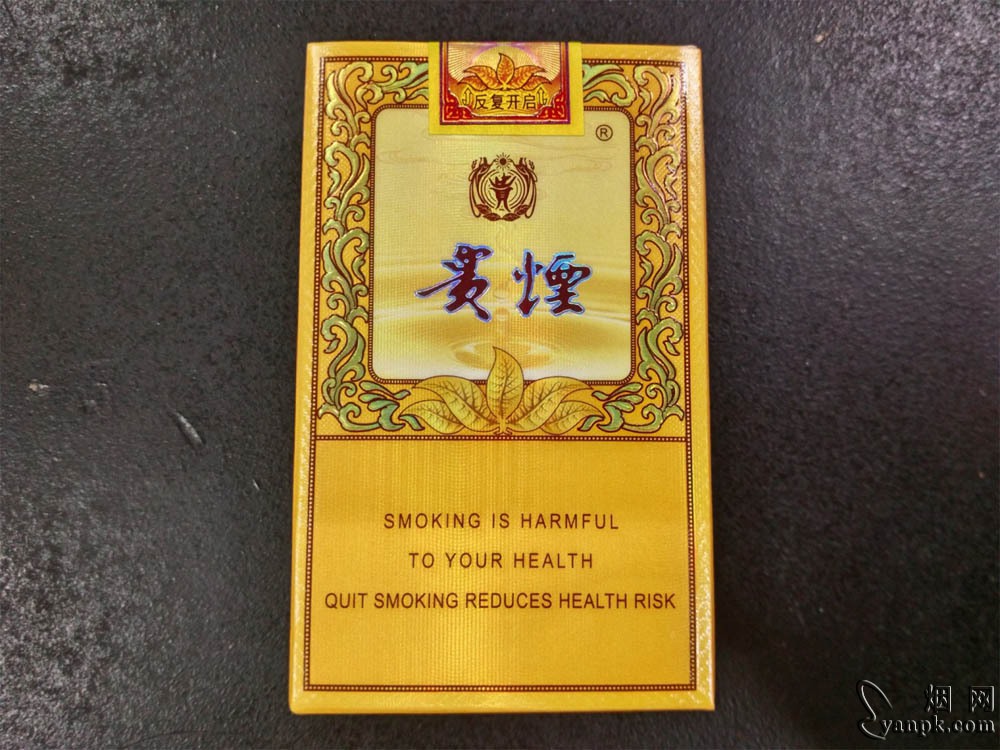 反复开启
®
貴煙
SMOKING IS HARMFUL
TO YOUR HEALTH
QUIT SMOKING REDUCES HEALTH RISK
烟网
yanpk.com